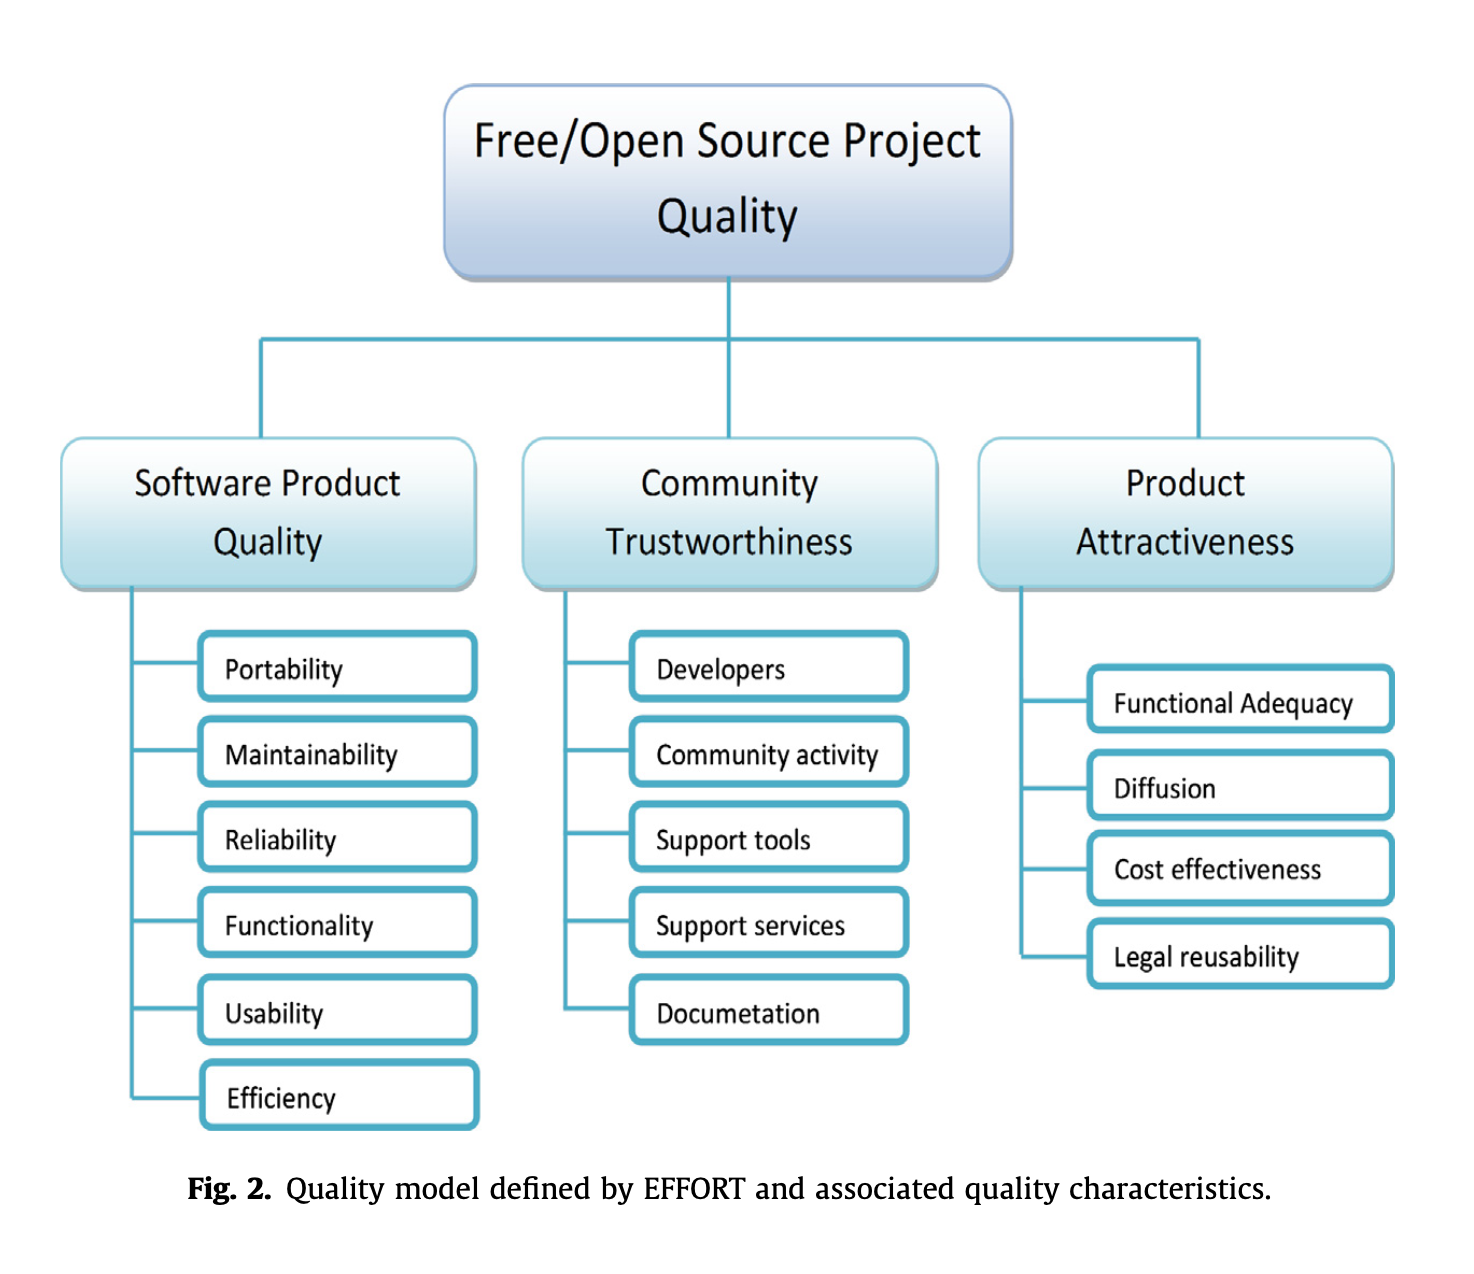 Free/Open Source Project
Quality
Software Product
Quality
Portability
Maintainability
Reliability
Functionality
Usability
Efficiency
Community
Trustworthiness
Developers
Community activity
Support tools
Support services
Documetation
Product
Attractiveness
Functional Adequacy
Diffusion
Cost effectiveness
Legal reusability
Fig. 2. Quality model defined by EFFORT and associated quality characteristics.